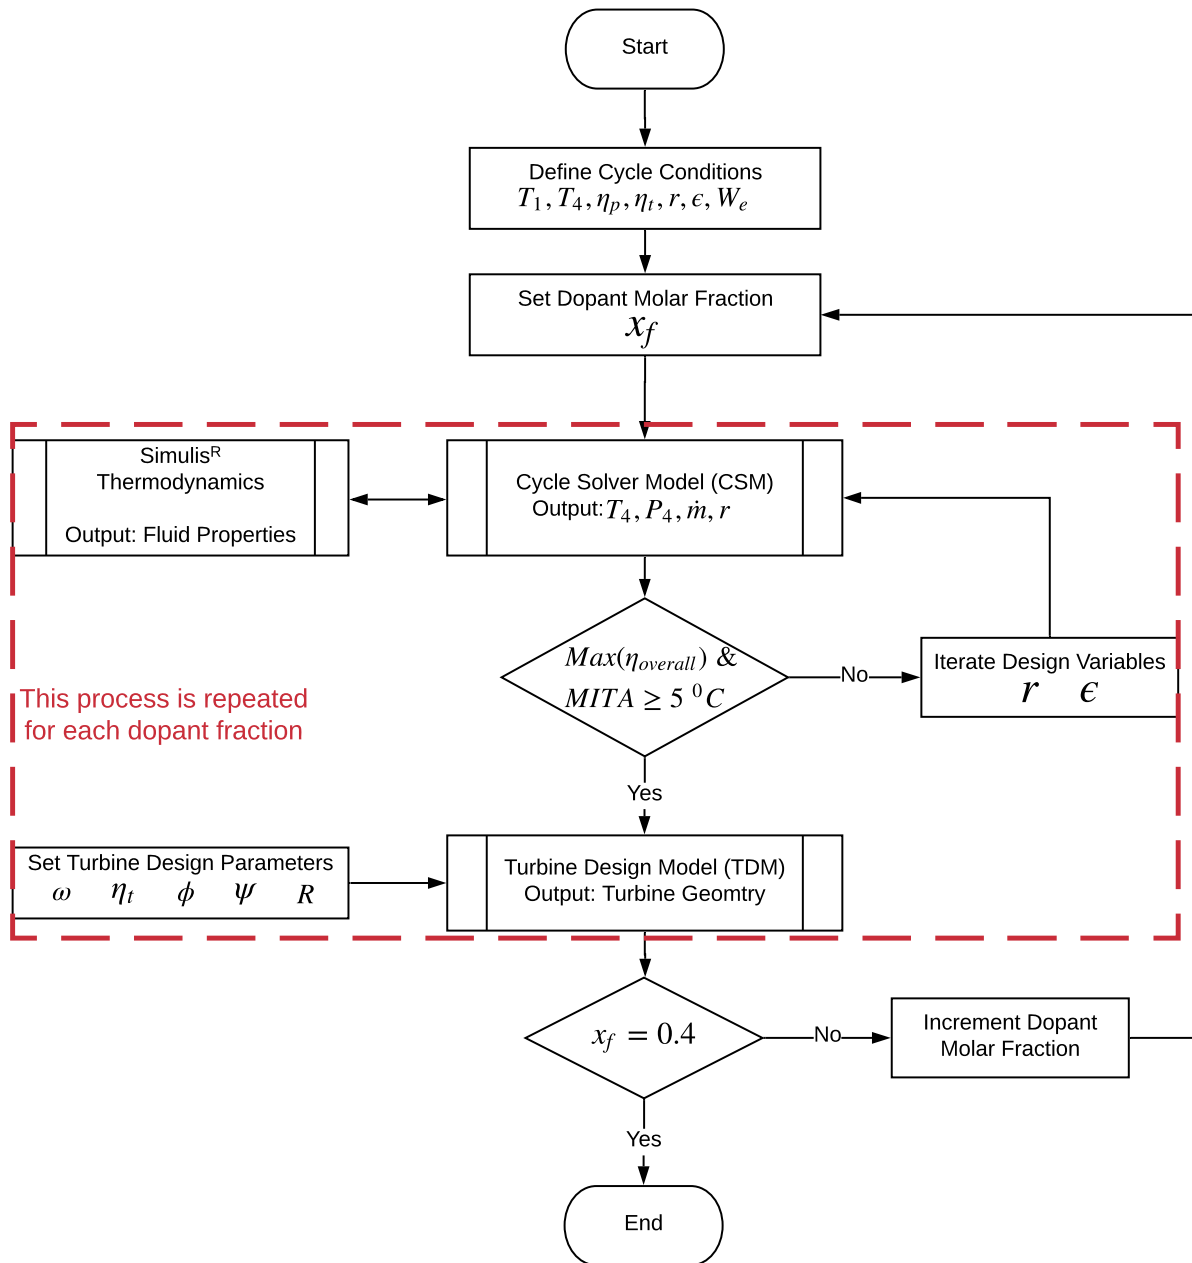 Start
Define Cycle Conditions
T₁, T₄, ηₚ, ηₜ, r, ϵ, Wₑ
Set Dopant Molar Fraction
x_f
Simulisᴿ
Thermodynamics
Output: Fluid Properties
Cycle Solver Model (CSM)
Output: T₄, P₄, ṁ, r
Max(η_overall) &
MITA ≥ 5 ⁰C
No
Iterate Design Variables
r ϵ
This process is repeated
for each dopant fraction
Yes
Set Turbine Design Parameters
ω ηₜ ϕ ψ R
Turbine Design Model (TDM)
Output: Turbine Geomtry
x_f = 0.4
No
Increment Dopant
Molar Fraction
Yes
End